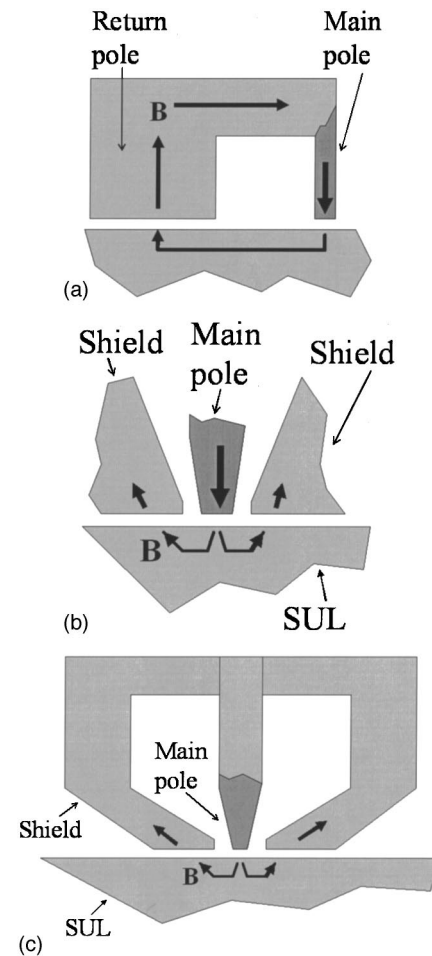 Return
pole
Main
pole
B
(a)
Shield
Main
pole
Shield
B
SUL
(b)
Main
pole
Shield
B
SUL
(c)